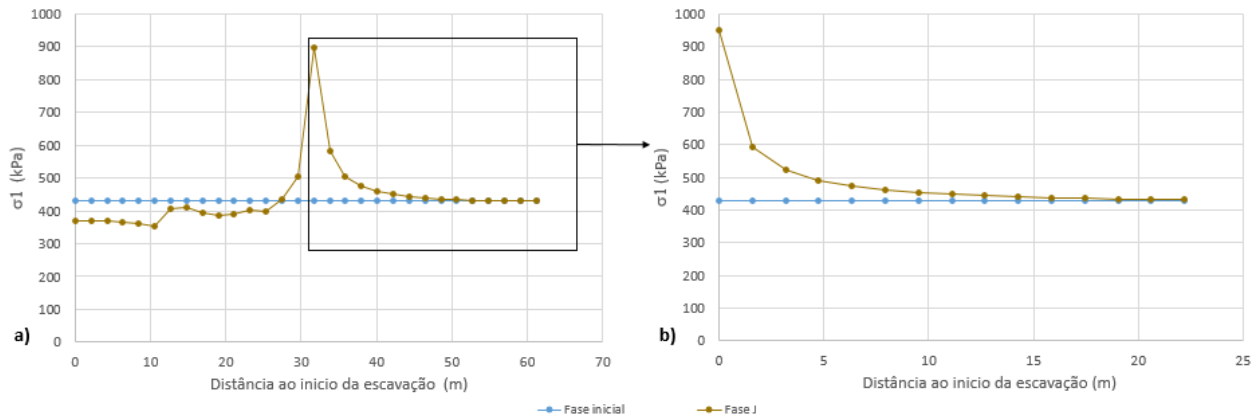 1000
900
800
700
600
500
400
300
200
100
0
σ1 (kPa)
a)
0 10 20 30 40 50 60 70
Distância ao inicio da escavação (m)
1000
900
800
700
600
500
400
300
200
100
0
σ1 (kPa)
b)
0 5 10 15 20 25
Distância ao inicio da escavação (m)
Fase inicial Fase J